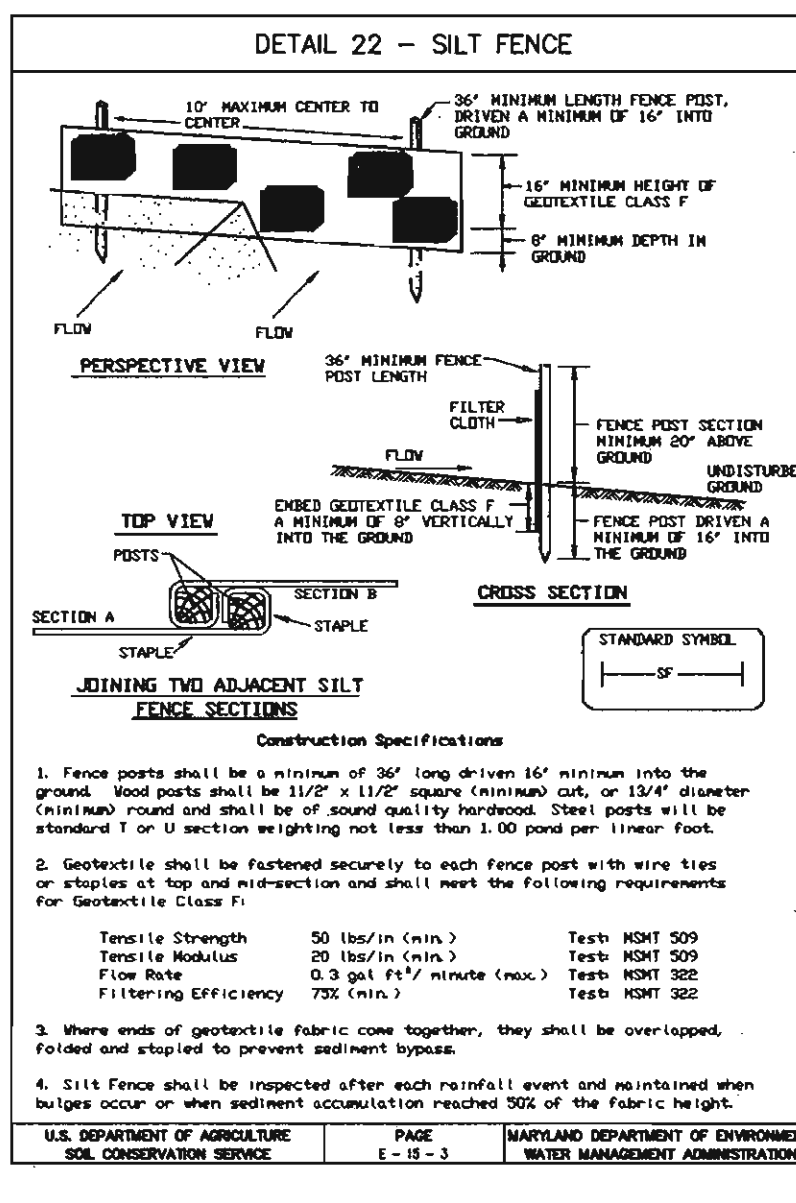 DETAIL 22 - SILT FENCE
10' MAXIMUM CENTER TO
CENTER
36" MINIMUM LENGTH FENCE POST,
DRIVEN A MINIMUM OF 16" INTO
GROUND
16" MINIMUM HEIGHT OF
GEOTEXTILE CLASS F
8" MINIMUM DEPTH IN
GROUND
FLOW
FLOW
PERSPECTIVE VIEW
36" MINIMUM FENCE
POST LENGTH
FILTER
CLOTH
FLOW
FENCE POST SECTION
MINIMUM 20" ABOVE
GROUND
UNDISTURBE
GROUND
EMBED GEOTEXTILE CLASS F
A MINIMUM OF 8" VERTICALLY
INTO THE GROUND
FENCE POST DRIVEN A
MINIMUM OF 16" INTO
THE GROUND
CROSS SECTION
TOP VIEW
POSTS
SECTION B
SECTION A
STAPLE
STAPLE
JOINING TWO ADJACENT SILT
FENCE SECTIONS
STANDARD SYMBOL
SF
Construction Specifications
1. Fence posts shall be a minimum of 36" long driven 16" minimum into the
ground. Wood posts shall be 11/2" x 11/2" square (minimum) cut, or 13/4" diameter
(minimum) round and shall be of sound quality hardwood. Steel posts will be
standard T or U section weighting not less than 1.00 pond per linear foot.
2. Geotextile shall be fastened securely to each fence post with wire ties
or staples at top and mid-section and shall meet the following requirements
for Geotextile Class F:
Tensile Strength 50 lbs/in (min.) Test: MSMT 509
Tensile Modulus 20 lbs/in (min.) Test: MSMT 509
Flow Rate 0.3 gal ft²/ minute (max.) Test: MSMT 322
Filtering Efficiency 75% (min.) Test: MSMT 322
3. Where ends of geotextile fabric come together, they shall be overlapped,
folded and stapled to prevent sediment bypass.
4. Silt Fence shall be inspected after each rainfall event and maintained when
bulges occur or when sediment accumulation reached 50% of the fabric height.
U.S. DEPARTMENT OF AGRICULTURE
SOIL CONSERVATION SERVICE
PAGE
E - 15 - 3
MARYLAND DEPARTMENT OF ENVIRONME
WATER MANAGEMENT ADMINISTRATION